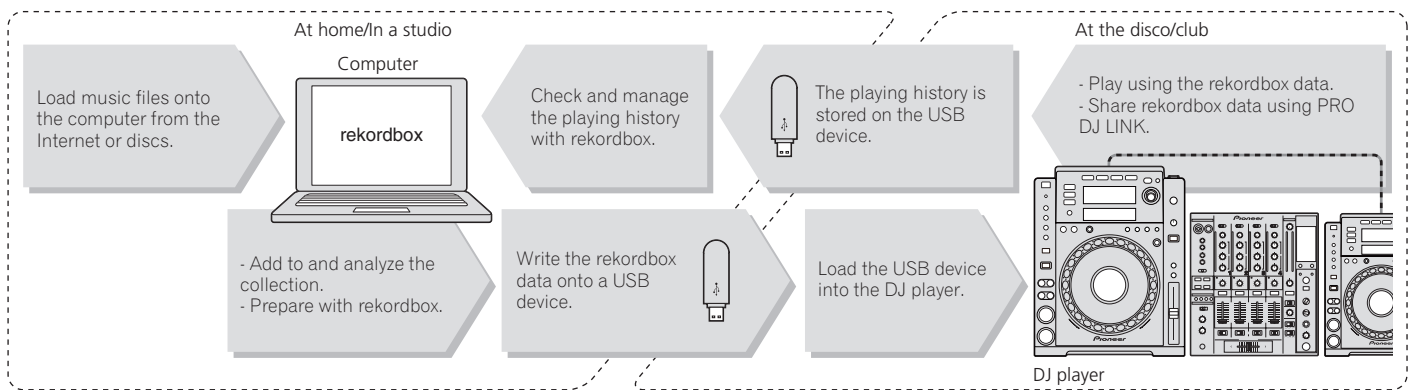 At home/In a studio
At the disco/club
Computer
Load music files onto
the computer from the
Internet or discs.
rekordbox
Check and manage
the playing history
with rekordbox.
The playing history is
stored on the USB
device.
- Play using the rekordbox data.
- Share rekordbox data using PRO
DJ LINK.
- Add to and analyze the
collection.
- Prepare with rekordbox.
Write the rekordbox
data onto a USB
device.
Load the USB device
into the DJ player.
Pioneer
Pioneer
Pioneer
DJ player